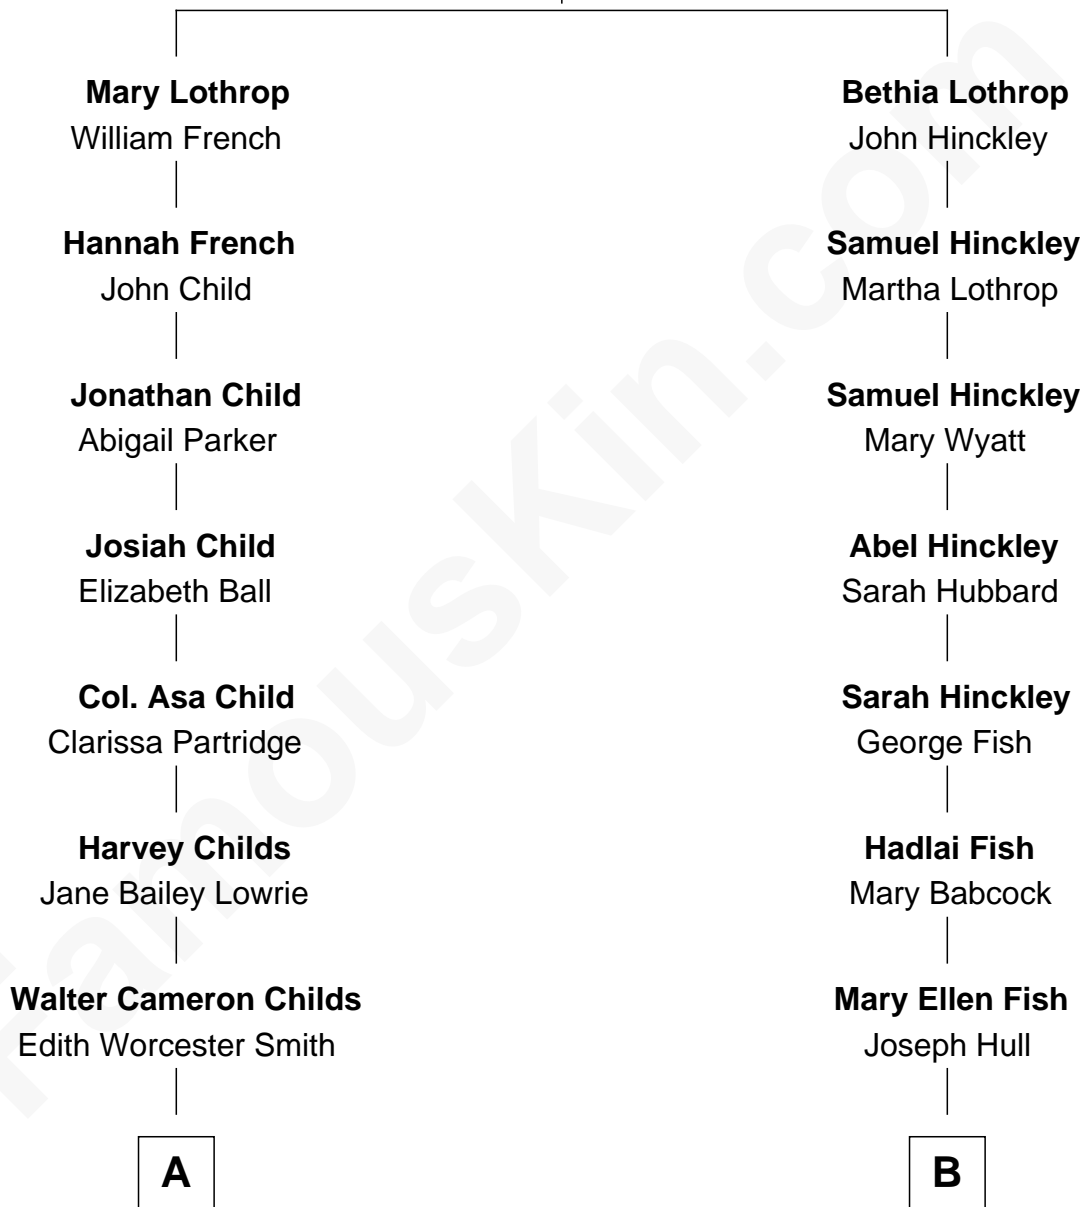 Mary Lothrop
William French
Hannah French
John Child
Jonathan Child
Abigail Parker
Josiah Child
Elizabeth Ball
Col. Asa Child
Clarissa Partridge
Harvey Childs
Jane Bailey Lowrie
Walter Cameron Childs
Edith Worcester Smith
A
Bethia Lothrop
John Hinckley
Samuel Hinckley
Martha Lothrop
Samuel Hinckley
Mary Wyatt
Abel Hinckley
Sarah Hubbard
Sarah Hinckley
George Fish
Hadlai Fish
Mary Babcock
Mary Ellen Fish
Joseph Hull
B
FamousKin.com